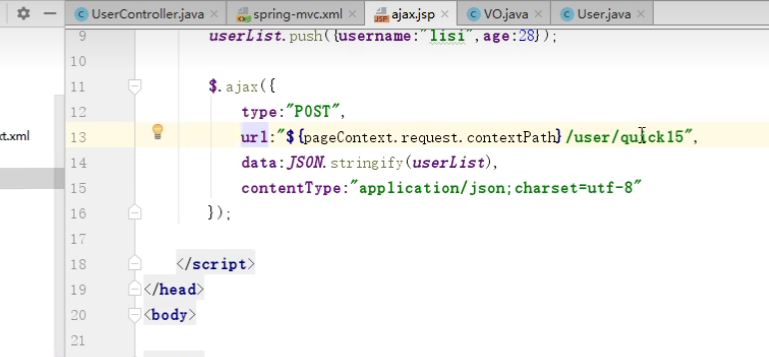 UserController.java spring-mvc.xml ajax.jsp VO.java User.java
9 userList.push({username:"lisi",age:28});
10
11 $.ajax({
12 type:"POST",
xt.xml
13 url:"${pageContext.request.contextPath}/user/quick15",
14 data:JSON.stringify(userList),
15 contentType:"application/json;charset=utf-8"
16 });
17
18 </script>
19 </head>
20 <body>
21